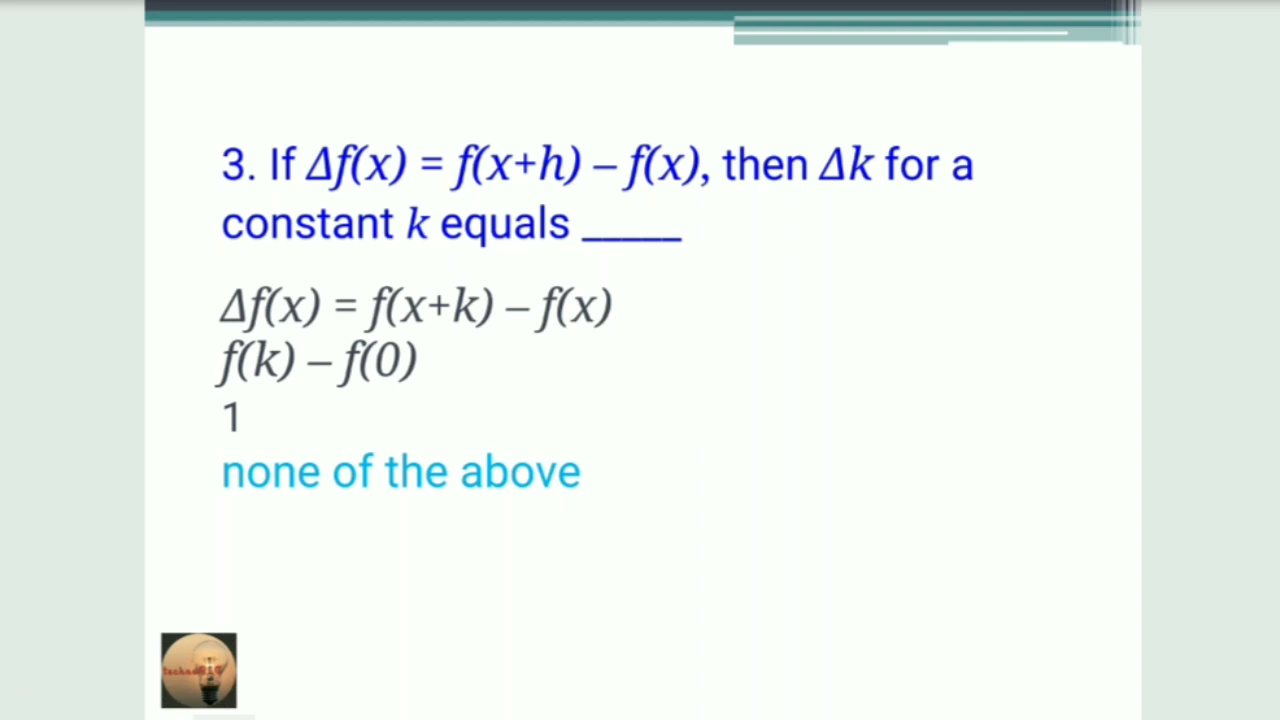 3. If Δf(x) = f(x+h) – f(x), then Δk for a
constant k equals _____
Δf(x) = f(x+k) – f(x)
f(k) – f(0)
1
none of the above